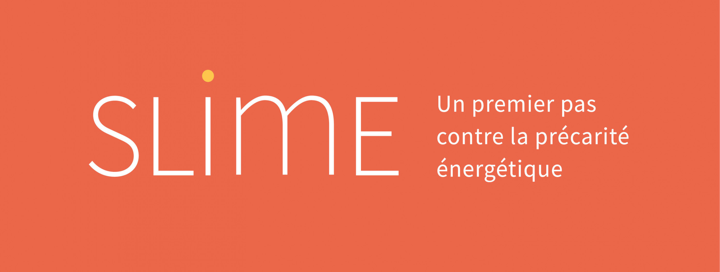 SLimE
Un premier pas
contre la précarité
énergétique